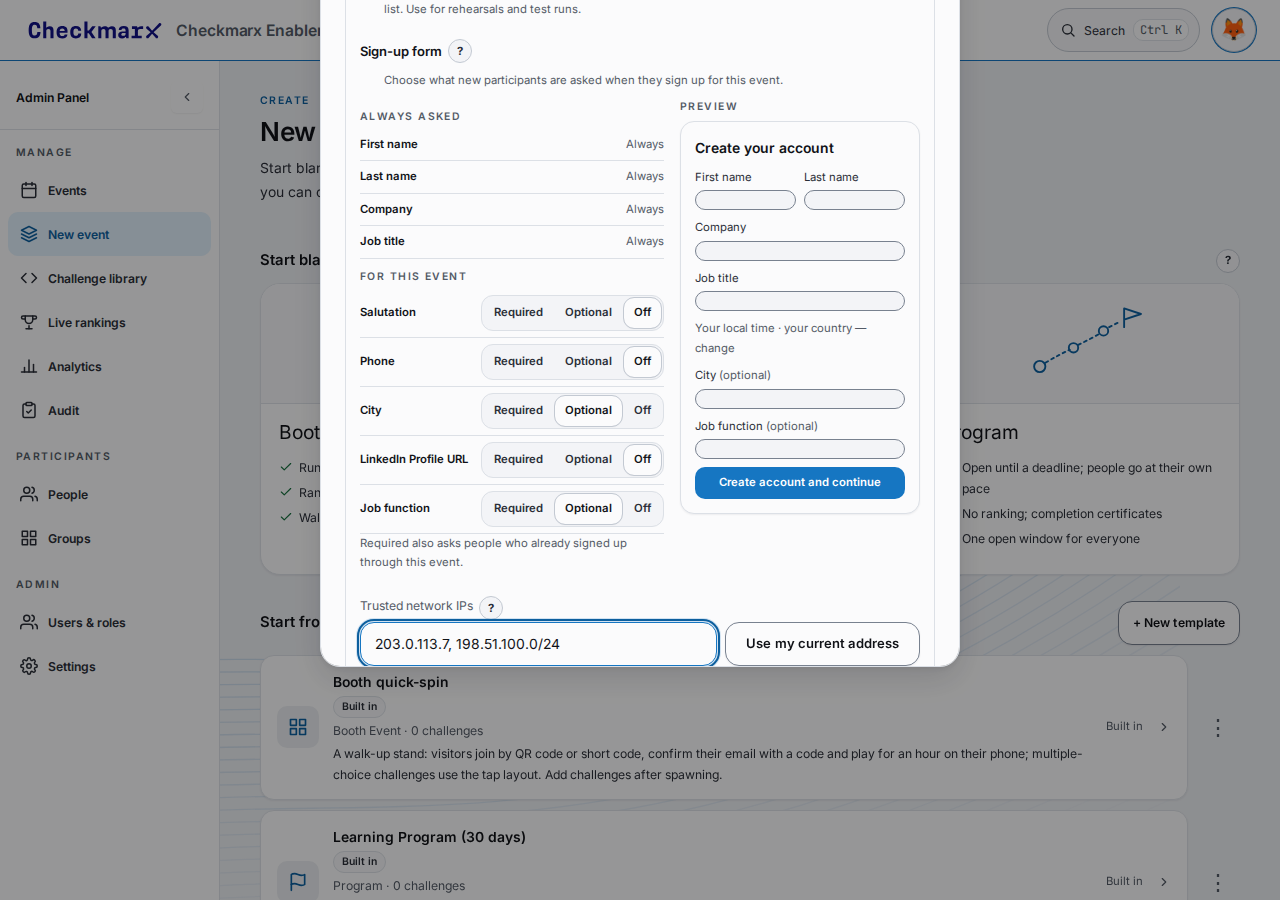 Checkmarx Checkmarx Enabler
Search Ctrl K
Admin Panel
MANAGE
Events
New event
Challenge library
Live rankings
Analytics
Audit
PARTICIPANTS
People
Groups
ADMIN
Users & roles
Settings
CREATE
New
Start blan
you can c
Start bla
?
Boot
Run
Ran
Wal
rogram
Open until a deadline; people go at their own
pace
No ranking; completion certificates
One open window for everyone
Start fro
+ New template
list. Use for rehearsals and test runs.
Sign-up form ?
Choose what new participants are asked when they sign up for this event.
ALWAYS ASKED
First name Always
Last name Always
Company Always
Job title Always
FOR THIS EVENT
Salutation Required Optional Off
Phone Required Optional Off
City Required Optional Off
LinkedIn Profile URL Required Optional Off
Job function Required Optional Off
Required also asks people who already signed up
through this event.
PREVIEW
Create your account
First name Last name
Company
Job title
Your local time · your country —
change
City (optional)
Job function (optional)
Create account and continue
Trusted network IPs ?
203.0.113.7, 198.51.100.0/24
Use my current address
Booth quick-spin
Built in
Booth Event · 0 challenges
A walk-up stand: visitors join by QR code or short code, confirm their email with a code and play for an hour on their phone; multiple-
choice challenges use the tap layout. Add challenges after spawning.
Built in
Learning Program (30 days)
Built in
Program · 0 challenges
Built in